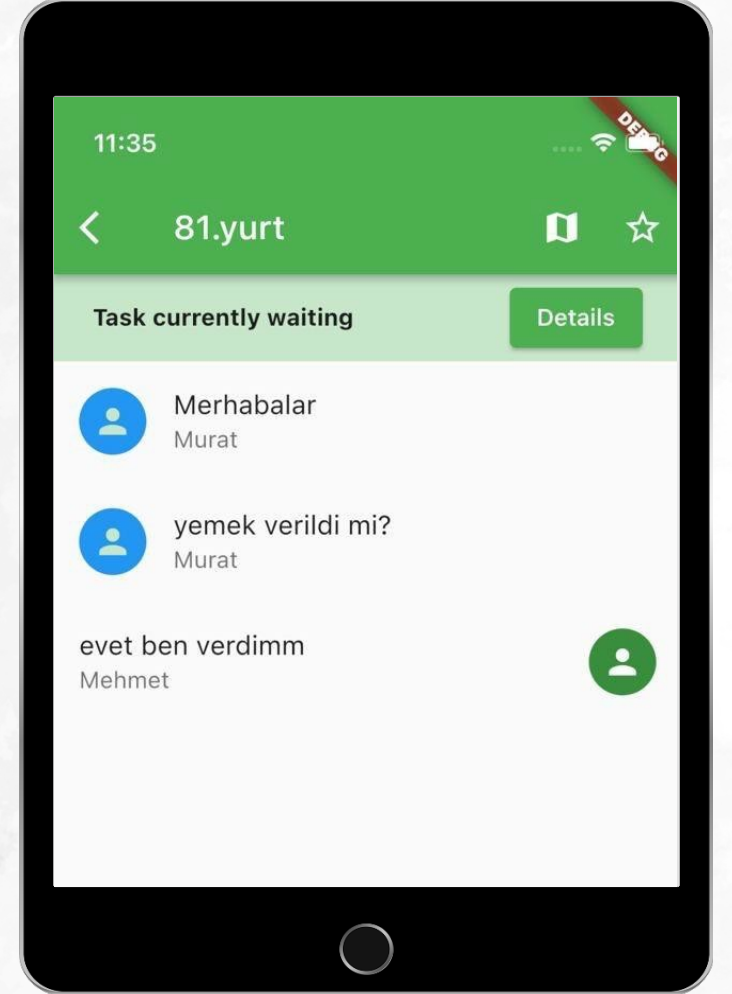 11:35
DEBUG
81.yurt
Task currently waiting
Details
Merhabalar
Murat
yemek verildi mi?
Murat
evet ben verdimm
Mehmet